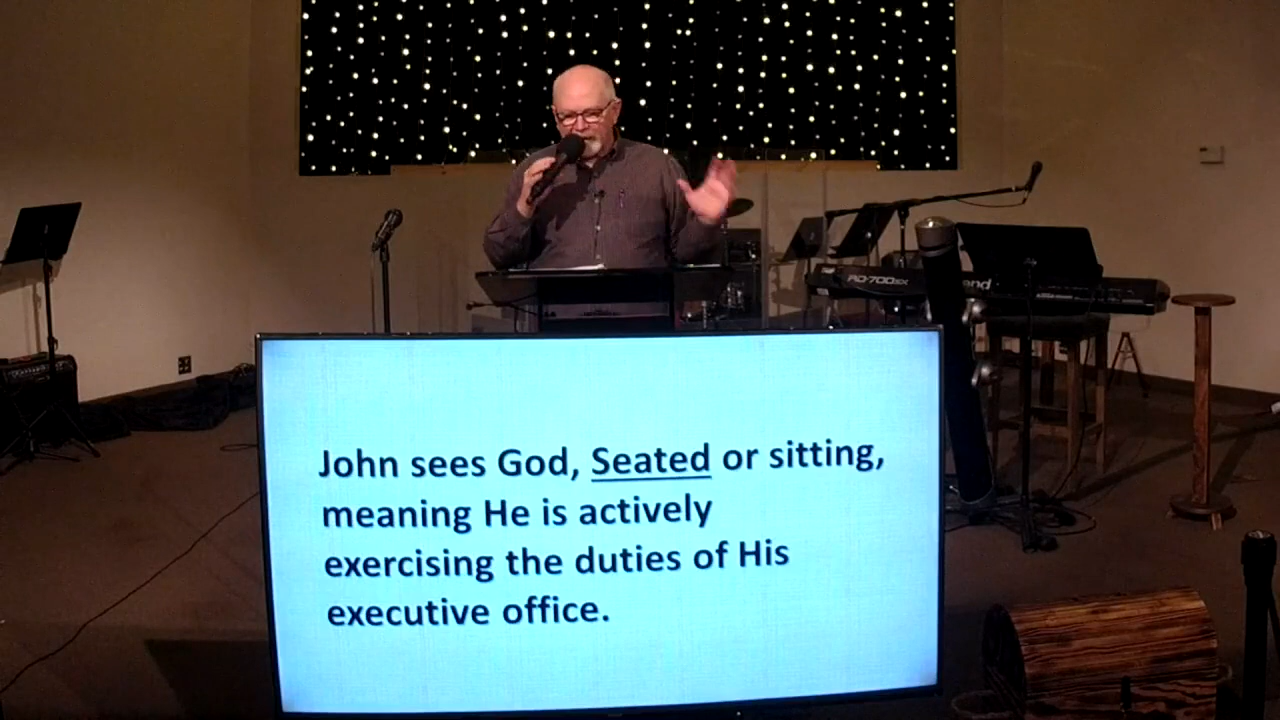 RD-700SX
nd
John sees God, Seated or sitting,
meaning He is actively
exercising the duties of His
executive office.